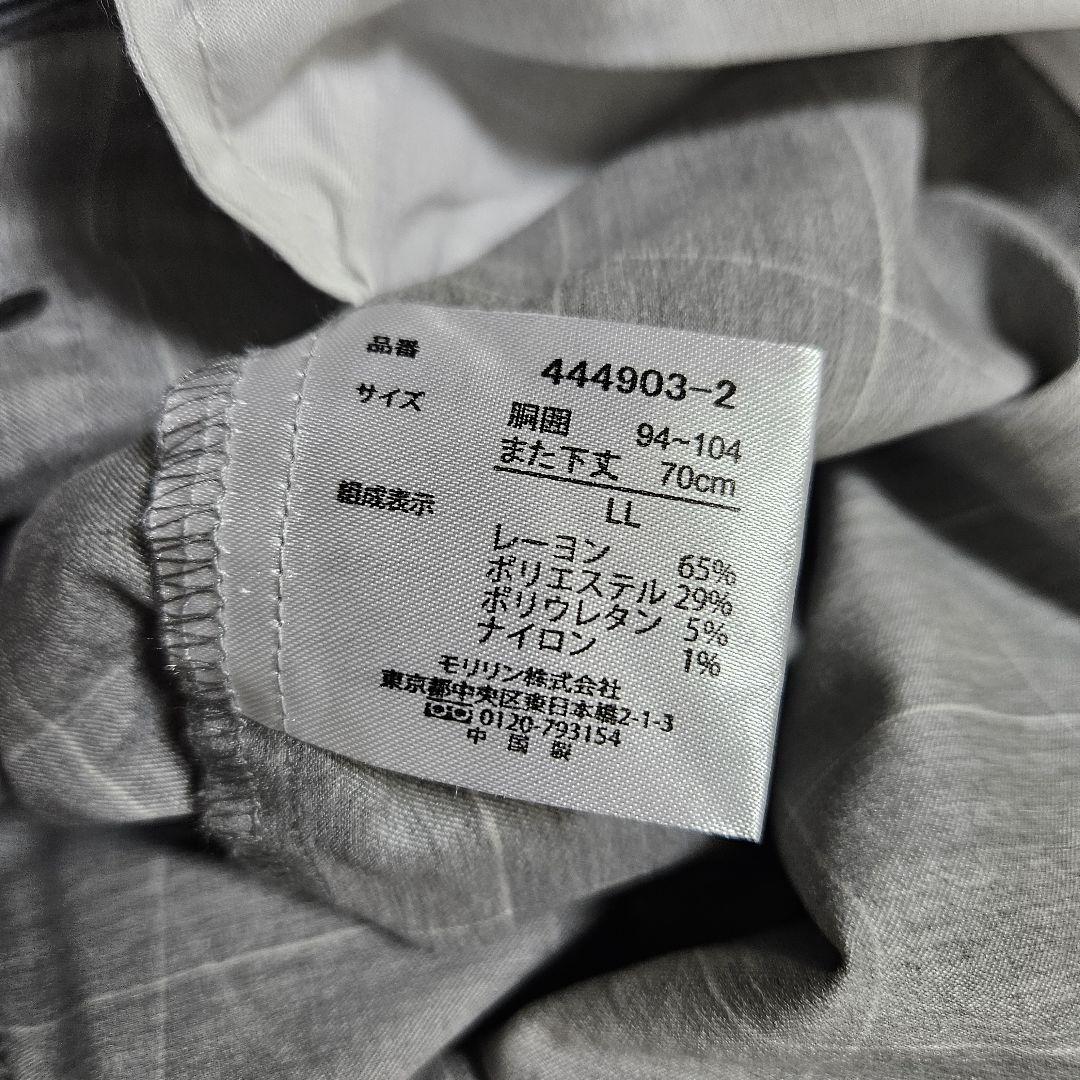 品番 444903-2
サイズ 胴囲 94~104
また下丈 70cm
LL
組成表示
レーヨン 65%
ポリエステル 29%
ポリウレタン 5%
ナイロン 1%
モリリン株式会社
東京都中央区東日本橋2-1-3
0120-793154
中国製